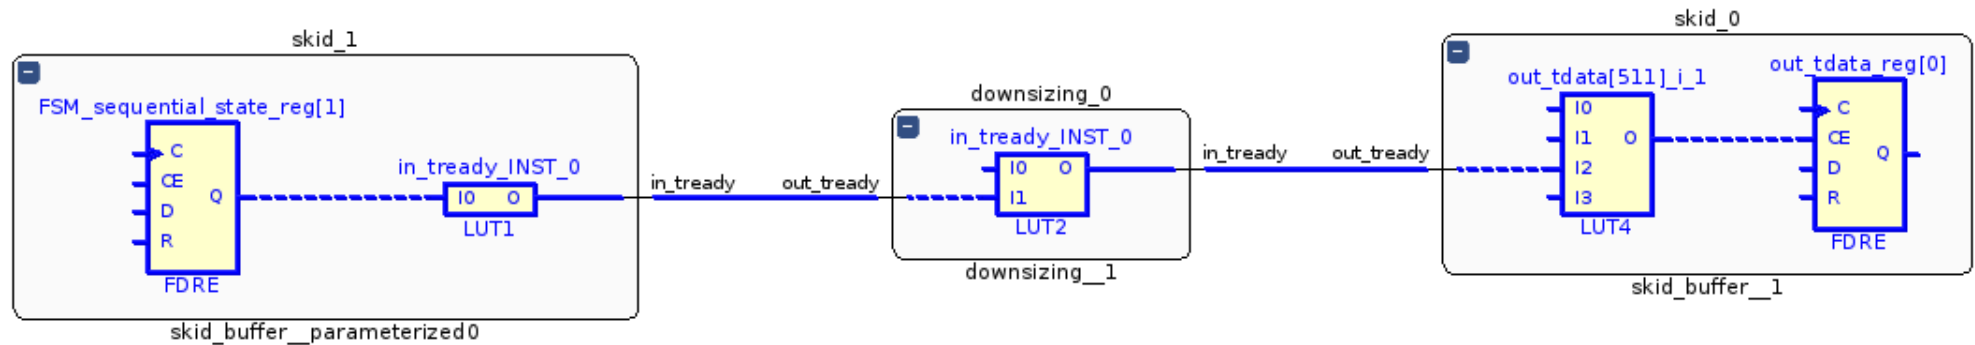 skid_1
FSM_sequential_state_reg[1]
C
CE
D
R
Q
FDRE
in_tready_INST_0
I0 O
LUT1
skid_buffer__parameterized0
in_tready
out_tready
downsizing_0
in_tready_INST_0
I0 O
I1
LUT2
downsizing__1
in_tready
out_tready
skid_0
out_tdata[511]_i_1
I0
I1 O
I2
I3
LUT4
out_tdata_reg[0]
C
CE
D
R
Q
FDRE
skid_buffer__1